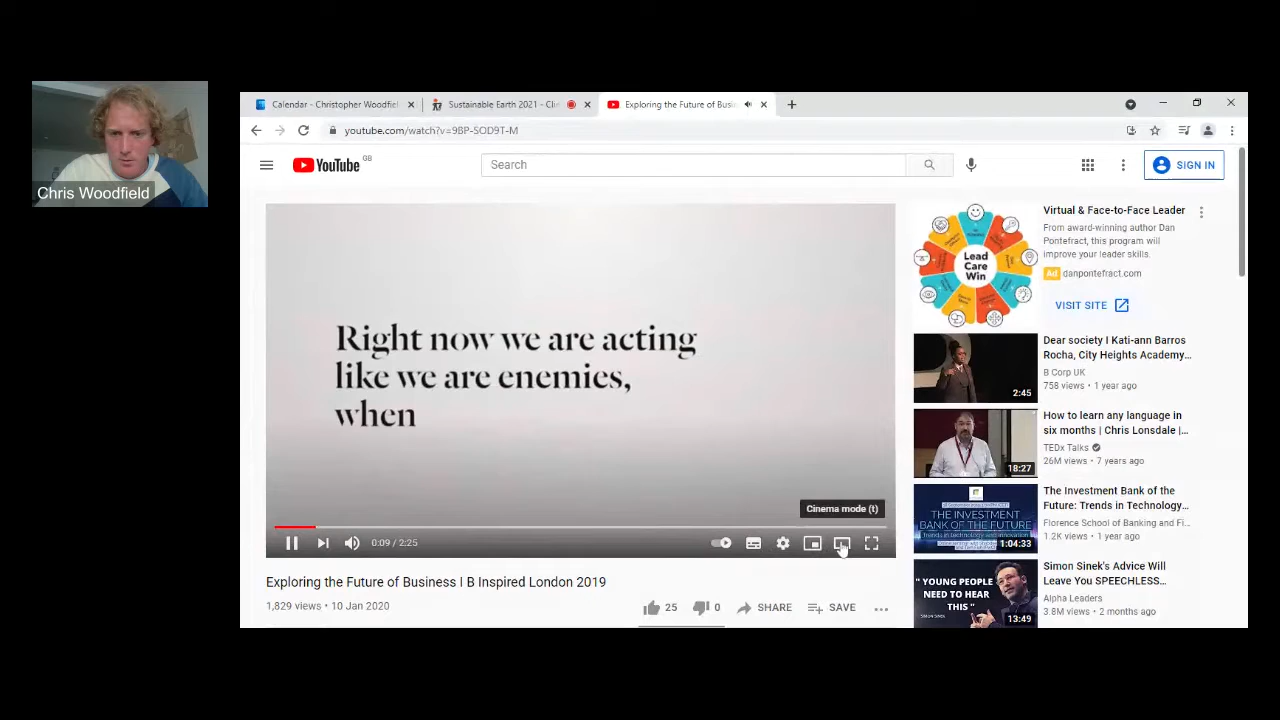 Chris Woodfield
Calendar - Christopher Woodfiel
Sustainable Earth 2021 - Cli
Exploring the Future of Busi
youtube.com/watch?v=9BP-SOD9T-M
YouTube GB
Search
SIGN IN
Right now we are acting
like we are enemies,
when
Cinema mode (t)
0:09 / 2:25
Exploring the Future of Business I B Inspired London 2019
1,829 views • 10 Jan 2020
25
0
SHARE
SAVE
Lead
Care
Win
Virtual & Face-to-Face Leader
From award-winning author Dan
Pontefract, this program will
improve your leader skills.
Ad danpontefract.com
VISIT SITE
2:45
Dear society I Kati-ann Barros
Rocha, City Heights Academy...
B Corp UK
758 views • 1 year ago
18:27
How to learn any language in
six months | Chris Lonsdale |...
TEDx Talks
26M views • 7 years ago
THE INVESTMENT
BANK OF THE
FUTURE:
1:04:33
The Investment Bank of the
Future: Trends in Technology...
Florence School of Banking and Fi...
1.2K views • 1 year ago
" YOUNG PEOPLE
NEED TO HEAR
THIS "
SIMON SINEK
13:49
Simon Sinek's Advice Will
Leave You SPEECHLESS...
Alpha Leaders
3.8M views • 2 months ago